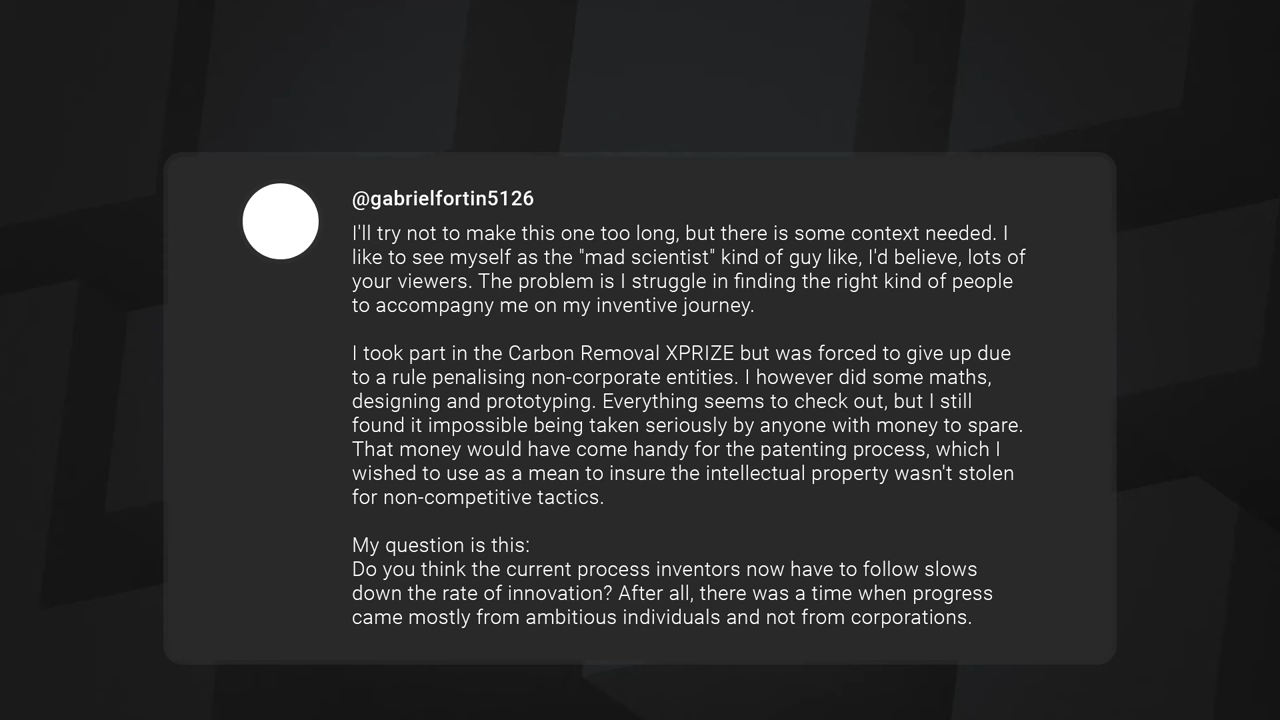 @gabrielfortin5126
I'll try not to make this one too long, but there is some context needed. I
like to see myself as the "mad scientist" kind of guy like, I'd believe, lots of
your viewers. The problem is I struggle in finding the right kind of people
to accompagny me on my inventive journey.
I took part in the Carbon Removal XPRIZE but was forced to give up due
to a rule penalising non-corporate entities. I however did some maths,
designing and prototyping. Everything seems to check out, but I still
found it impossible being taken seriously by anyone with money to spare.
That money would have come handy for the patenting process, which I
wished to use as a mean to insure the intellectual property wasn't stolen
for non-competitive tactics.
My question is this:
Do you think the current process inventors now have to follow slows
down the rate of innovation? After all, there was a time when progress
came mostly from ambitious individuals and not from corporations.